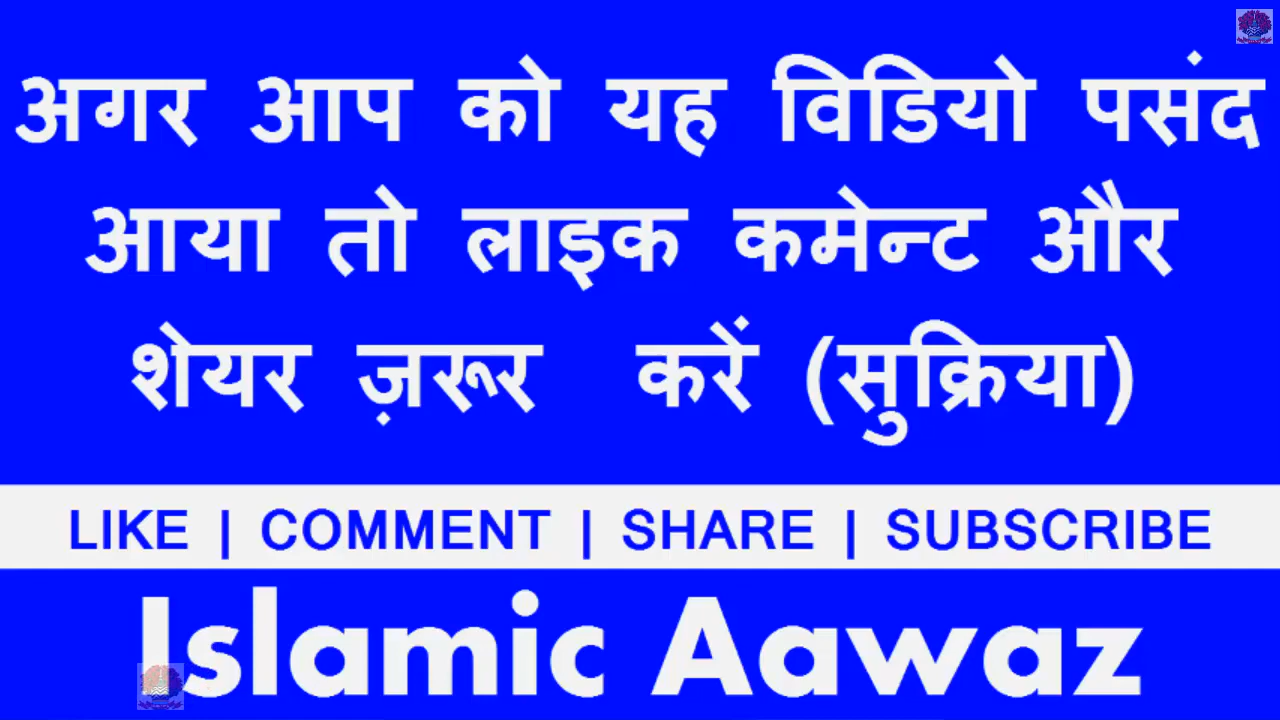 अगर आप को यह विडियो पसंद
आया तो लाइक कमेन्ट और
शेयर ज़रूर करें (सुक्रिया)
LIKE | COMMENT | SHARE | SUBSCRIBE
Islamic Aawaz